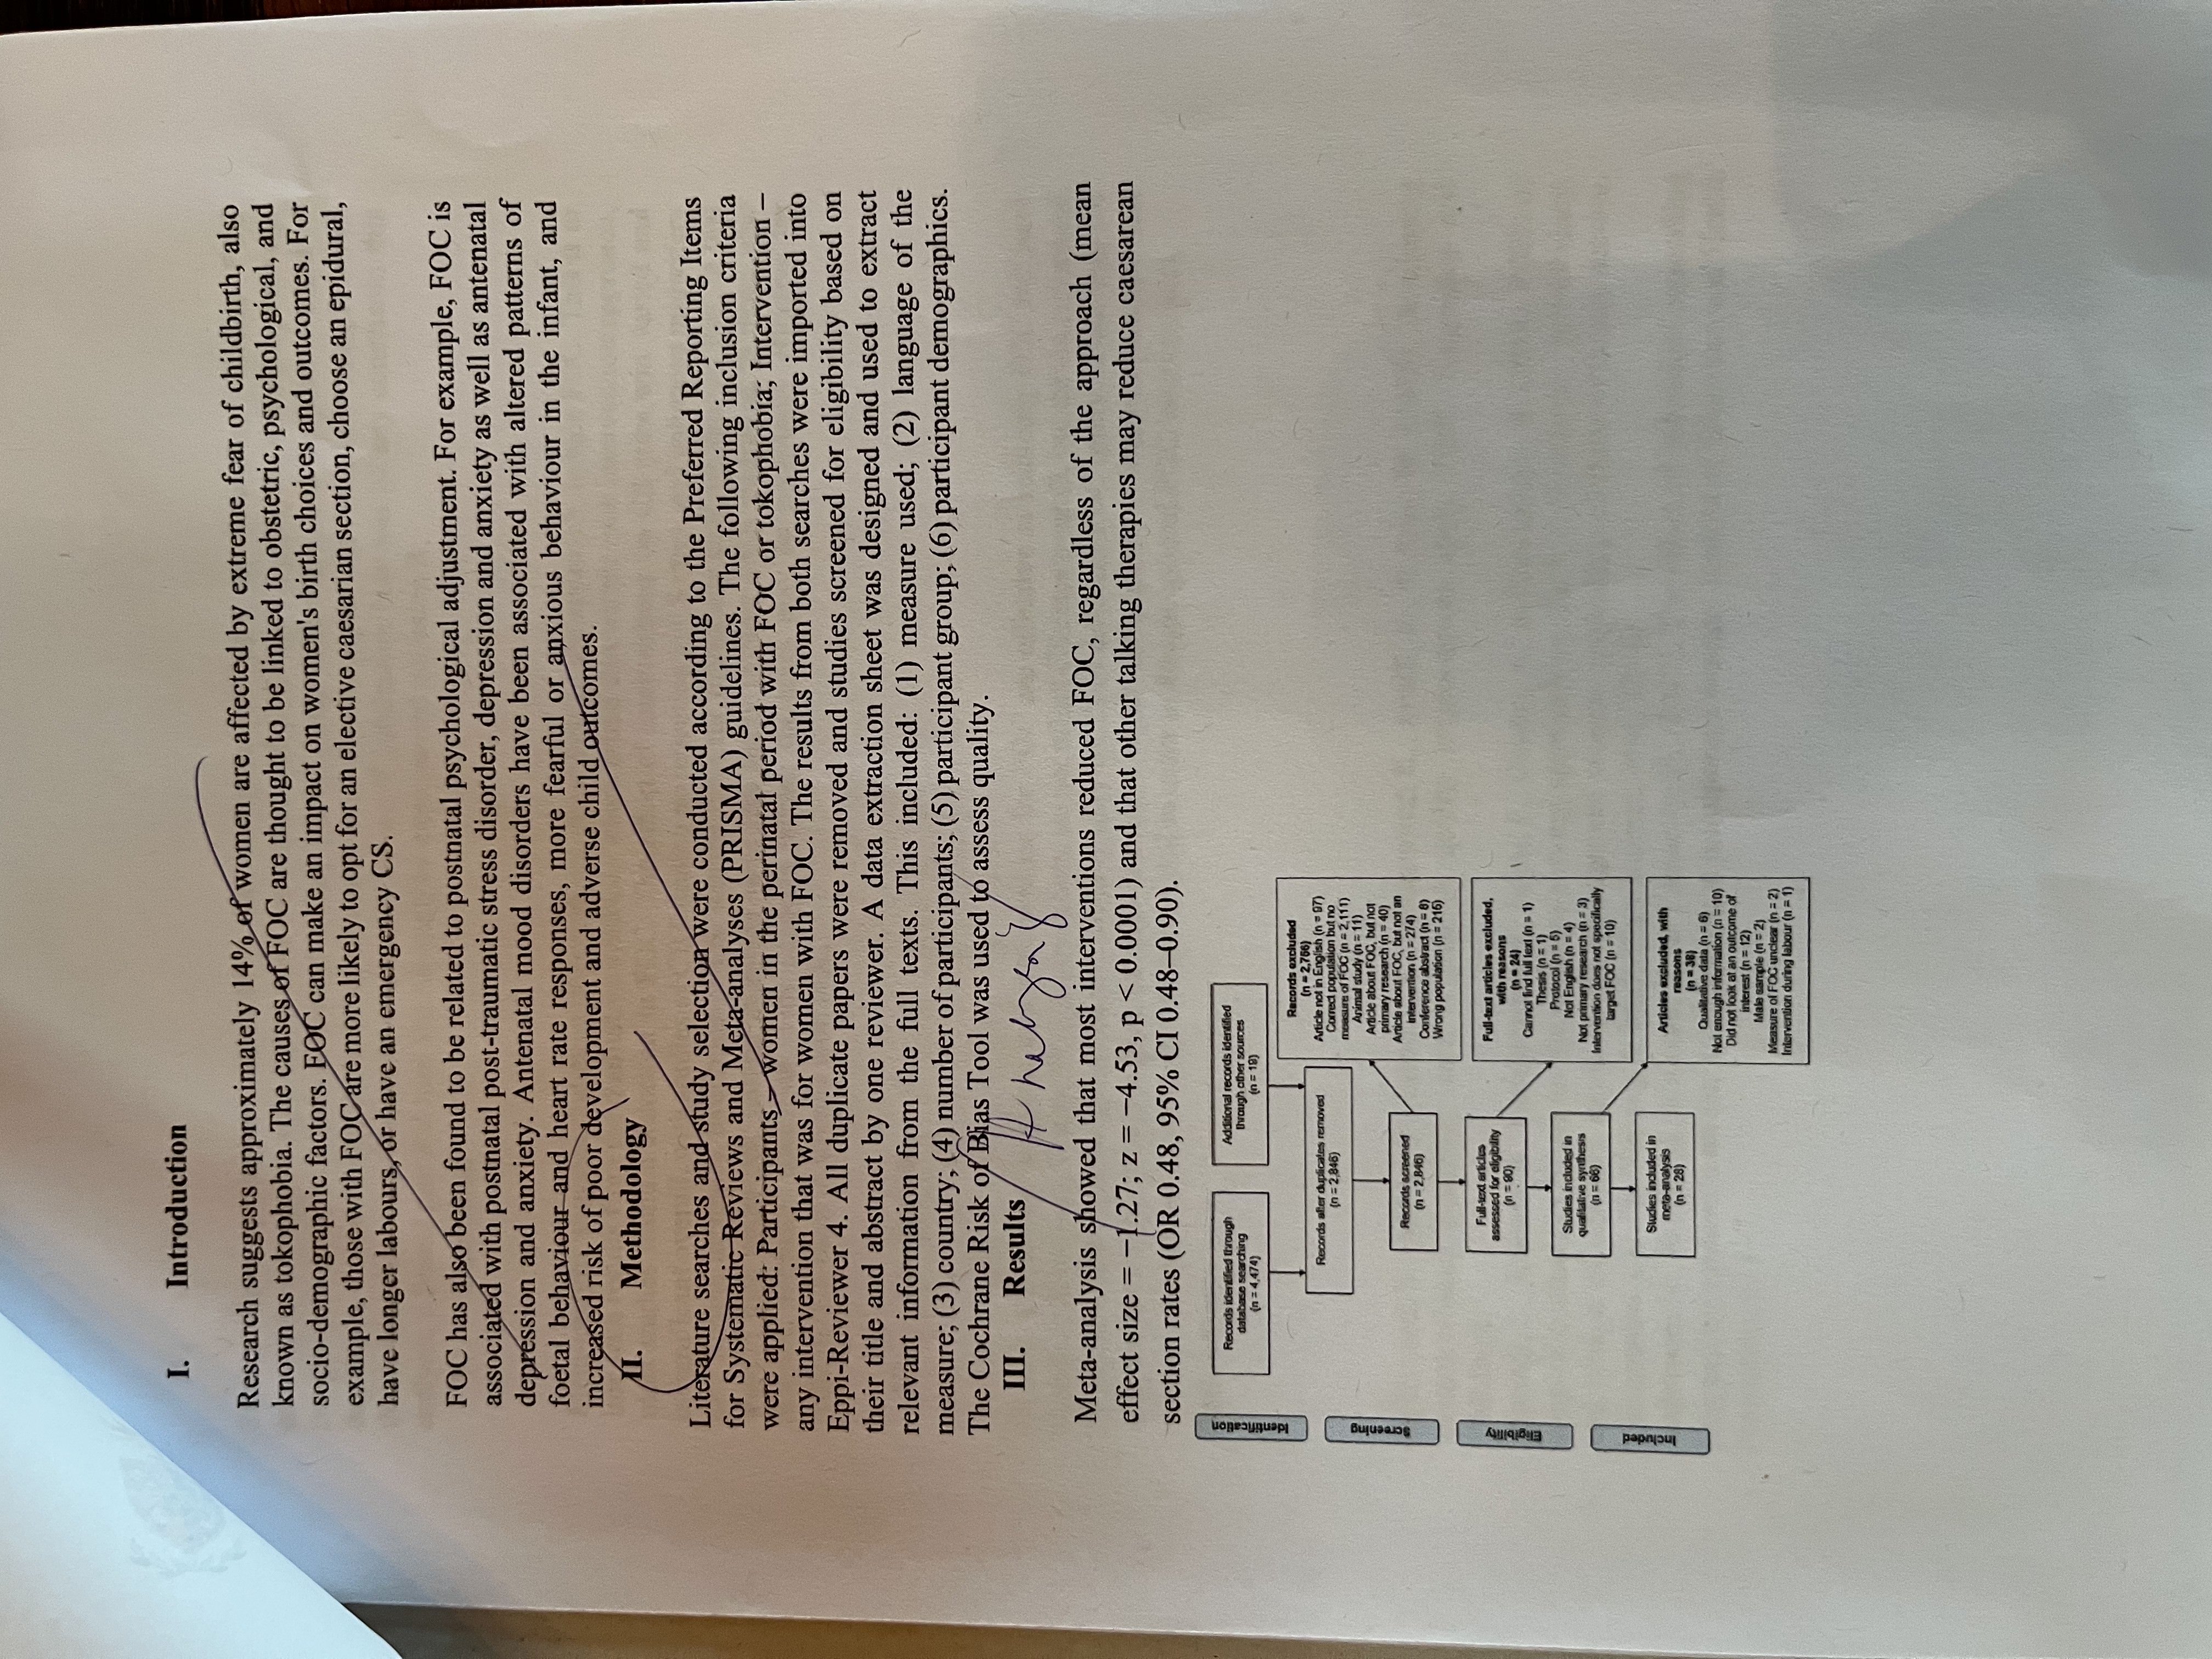 I. Introduction
Research suggests approximately 14% of women are affected by extreme fear of childbirth, also
known as tokophobia. The causes of FOC are thought to be linked to obstetric, psychological, and
socio-demographic factors. FOC can make an impact on women's birth choices and outcomes. For
example, those with FOC are more likely to opt for an elective caesarian section, choose an epidural,
have longer labours, or have an emergency CS.
FOC has also been found to be related to postnatal psychological adjustment. For example, FOC is
associated with postnatal post-traumatic stress disorder, depression and anxiety as well as antenatal
depression and anxiety. Antenatal mood disorders have been associated with altered patterns of
foetal behaviour and heart rate responses, more fearful or anxious behaviour in the infant, and
increased risk of poor development and adverse child outcomes.
II. Methodology
Literature searches and study selection were conducted according to the Preferred Reporting Items
for Systematic Reviews and Meta-analyses (PRISMA) guidelines. The following inclusion criteria
were applied: Participants – women in the perinatal period with FOC or tokophobia; Intervention –
any intervention that was for women with FOC. The results from both searches were imported into
Eppi-Reviewer 4. All duplicate papers were removed and studies screened for eligibility based on
their title and abstract by one reviewer. A data extraction sheet was designed and used to extract
relevant information from the full texts. This included: (1) measure used; (2) language of the
measure; (3) country; (4) number of participants; (5) participant group; (6) participant demographics.
The Cochrane Risk of Bias Tool was used to assess quality.
III. Results
Meta-analysis showed that most interventions reduced FOC, regardless of the approach (mean
effect size = −1.27; z = −4.53, p < 0.0001) and that other talking therapies may reduce caesarean
section rates (OR 0.48, 95% CI 0.48–0.90).
Identification
Records identified through
database searching
(n = 4,474)
Additional records identified
through other sources
(n = 19)
Records after duplicates removed
(n = 2,846)
Screening
Records screened
(n = 2,846)
Records excluded
(n = 2,766)
Article not in English (n = 97)
Correct population but no
measure of FOC (n = 2,111)
Animal study (n = 11)
Article about FOC, but not
primary research (n = 40)
Article about FOC, but not an
intervention (n = 274)
Conference abstract (n = 8)
Wrong population (n = 215)
Eligibility
Full-text articles
assessed for eligibility
(n = 90)
Full-text articles excluded,
with reasons
(n = 24)
Cannot find full text (n = 1)
Thesis (n = 1)
Protocol (n = 5)
Not English (n = 4)
Not primary research (n = 3)
Intervention does not specifically
target FOC (n = 10)
Studies included in
qualitative synthesis
(n = 66)
Included
Studies included in
meta-analysis
(n = 28)
Articles excluded, with
reasons
(n = 38)
Qualitative data (n = 6)
Not enough information (n = 10)
Did not look at an outcome of
interest (n = 12)
Male sample (n = 2)
Measure of FOC unclear (n = 2)
Intervention during labour (n = 1)